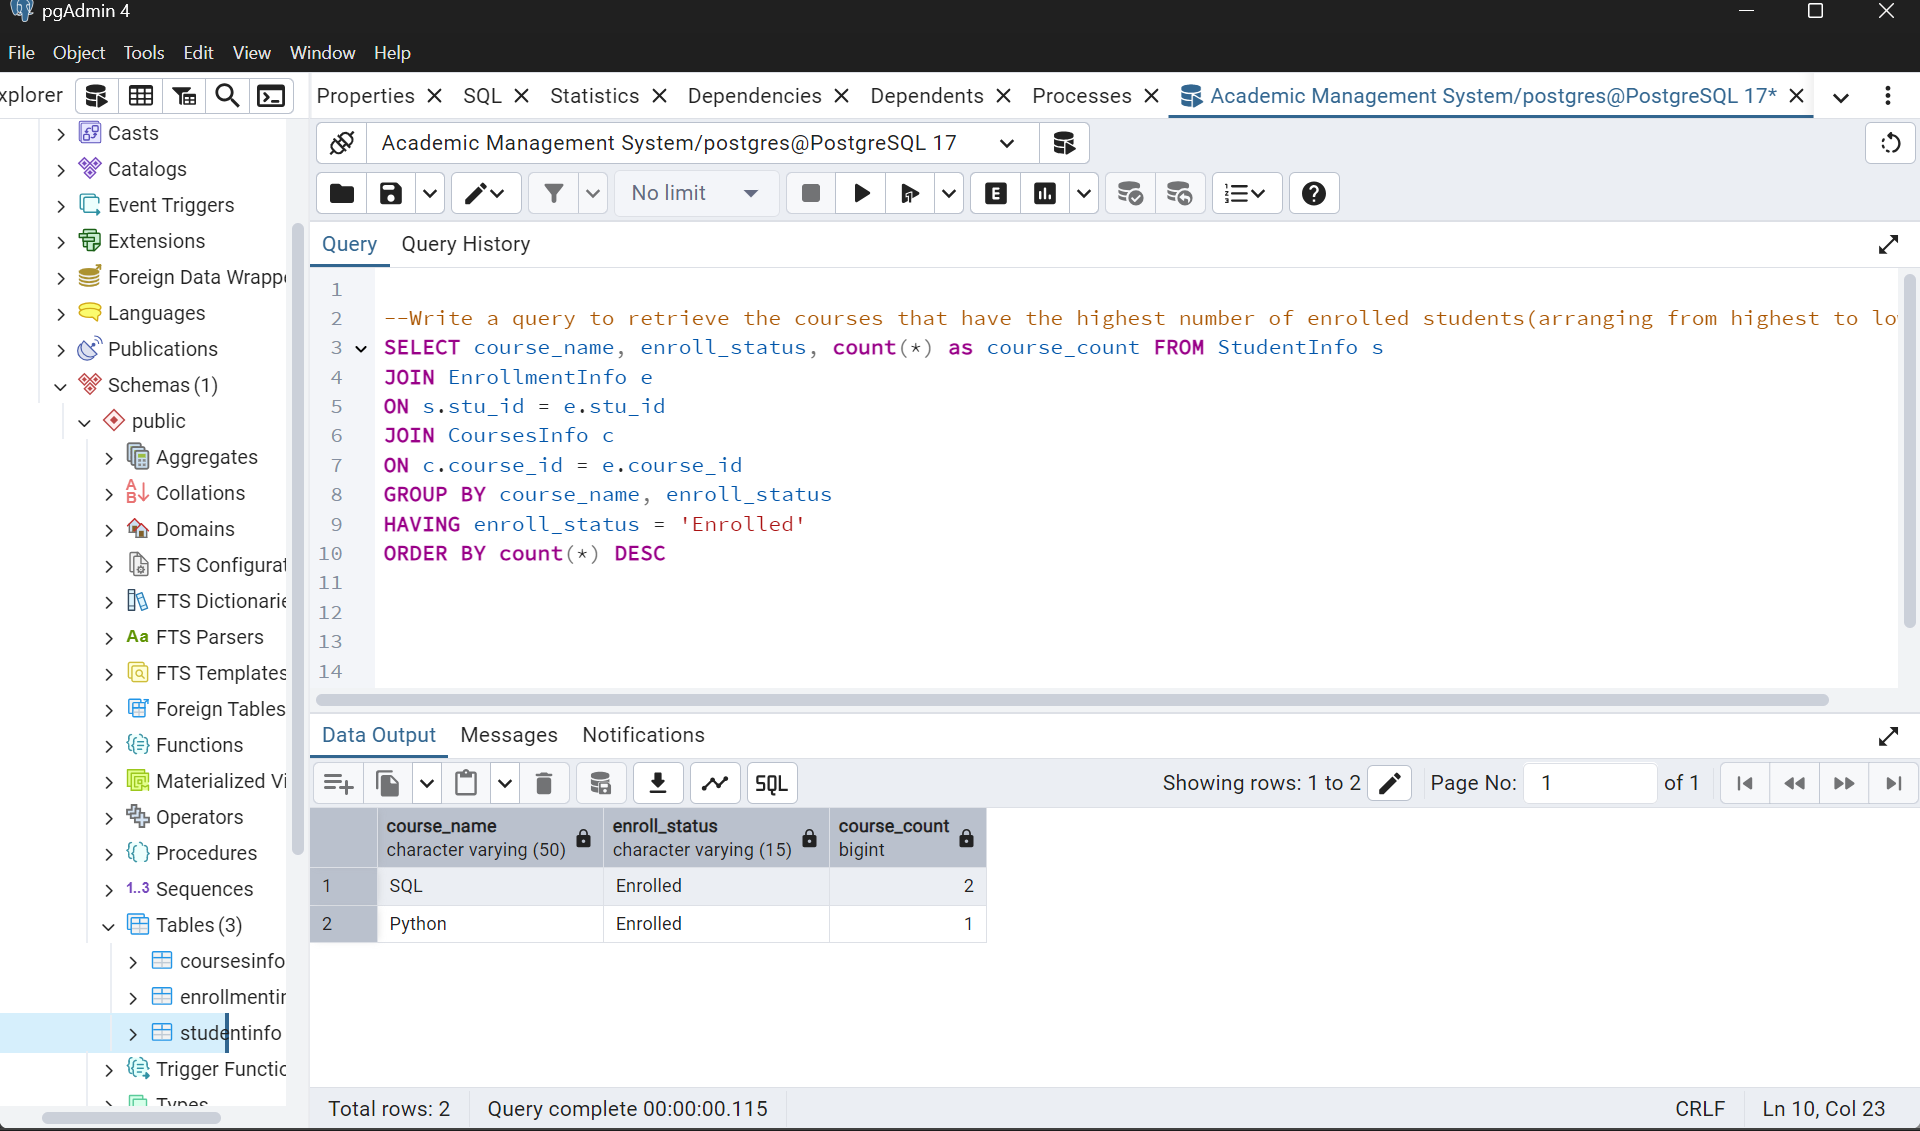 pgAdmin 4
File Object Tools Edit View Window Help
xplorer
Properties SQL Statistics Dependencies Dependents Processes Academic Management System/postgres@PostgreSQL 17*
Academic Management System/postgres@PostgreSQL 17
No limit
E
Query Query History
Casts
Catalogs
Event Triggers
Extensions
Foreign Data Wrapp
Languages
Publications
Schemas (1)
public
Aggregates
Collations
Domains
FTS Configurat
FTS Dictionarie
Aa FTS Parsers
FTS Templates
Foreign Tables
Functions
Materialized Vi
Operators
Procedures
1..3 Sequences
Tables (3)
coursesinfo
enrollmentin
studentinfo
Trigger Functio
Types
1
2 --Write a query to retrieve the courses that have the highest number of enrolled students(arranging from highest to lo
3 SELECT course_name, enroll_status, count(*) as course_count FROM StudentInfo s
4 JOIN EnrollmentInfo e
5 ON s.stu_id = e.stu_id
6 JOIN CoursesInfo c
7 ON c.course_id = e.course_id
8 GROUP BY course_name, enroll_status
9 HAVING enroll_status = 'Enrolled'
10 ORDER BY count(*) DESC
11
12
13
14
Data Output Messages Notifications
SQL
Showing rows: 1 to 2 Page No: 1 of 1
course_name enroll_status course_count
character varying (50) character varying (15) bigint
1 SQL Enrolled 2
2 Python Enrolled 1
Total rows: 2 Query complete 00:00:00.115 CRLF Ln 10, Col 23